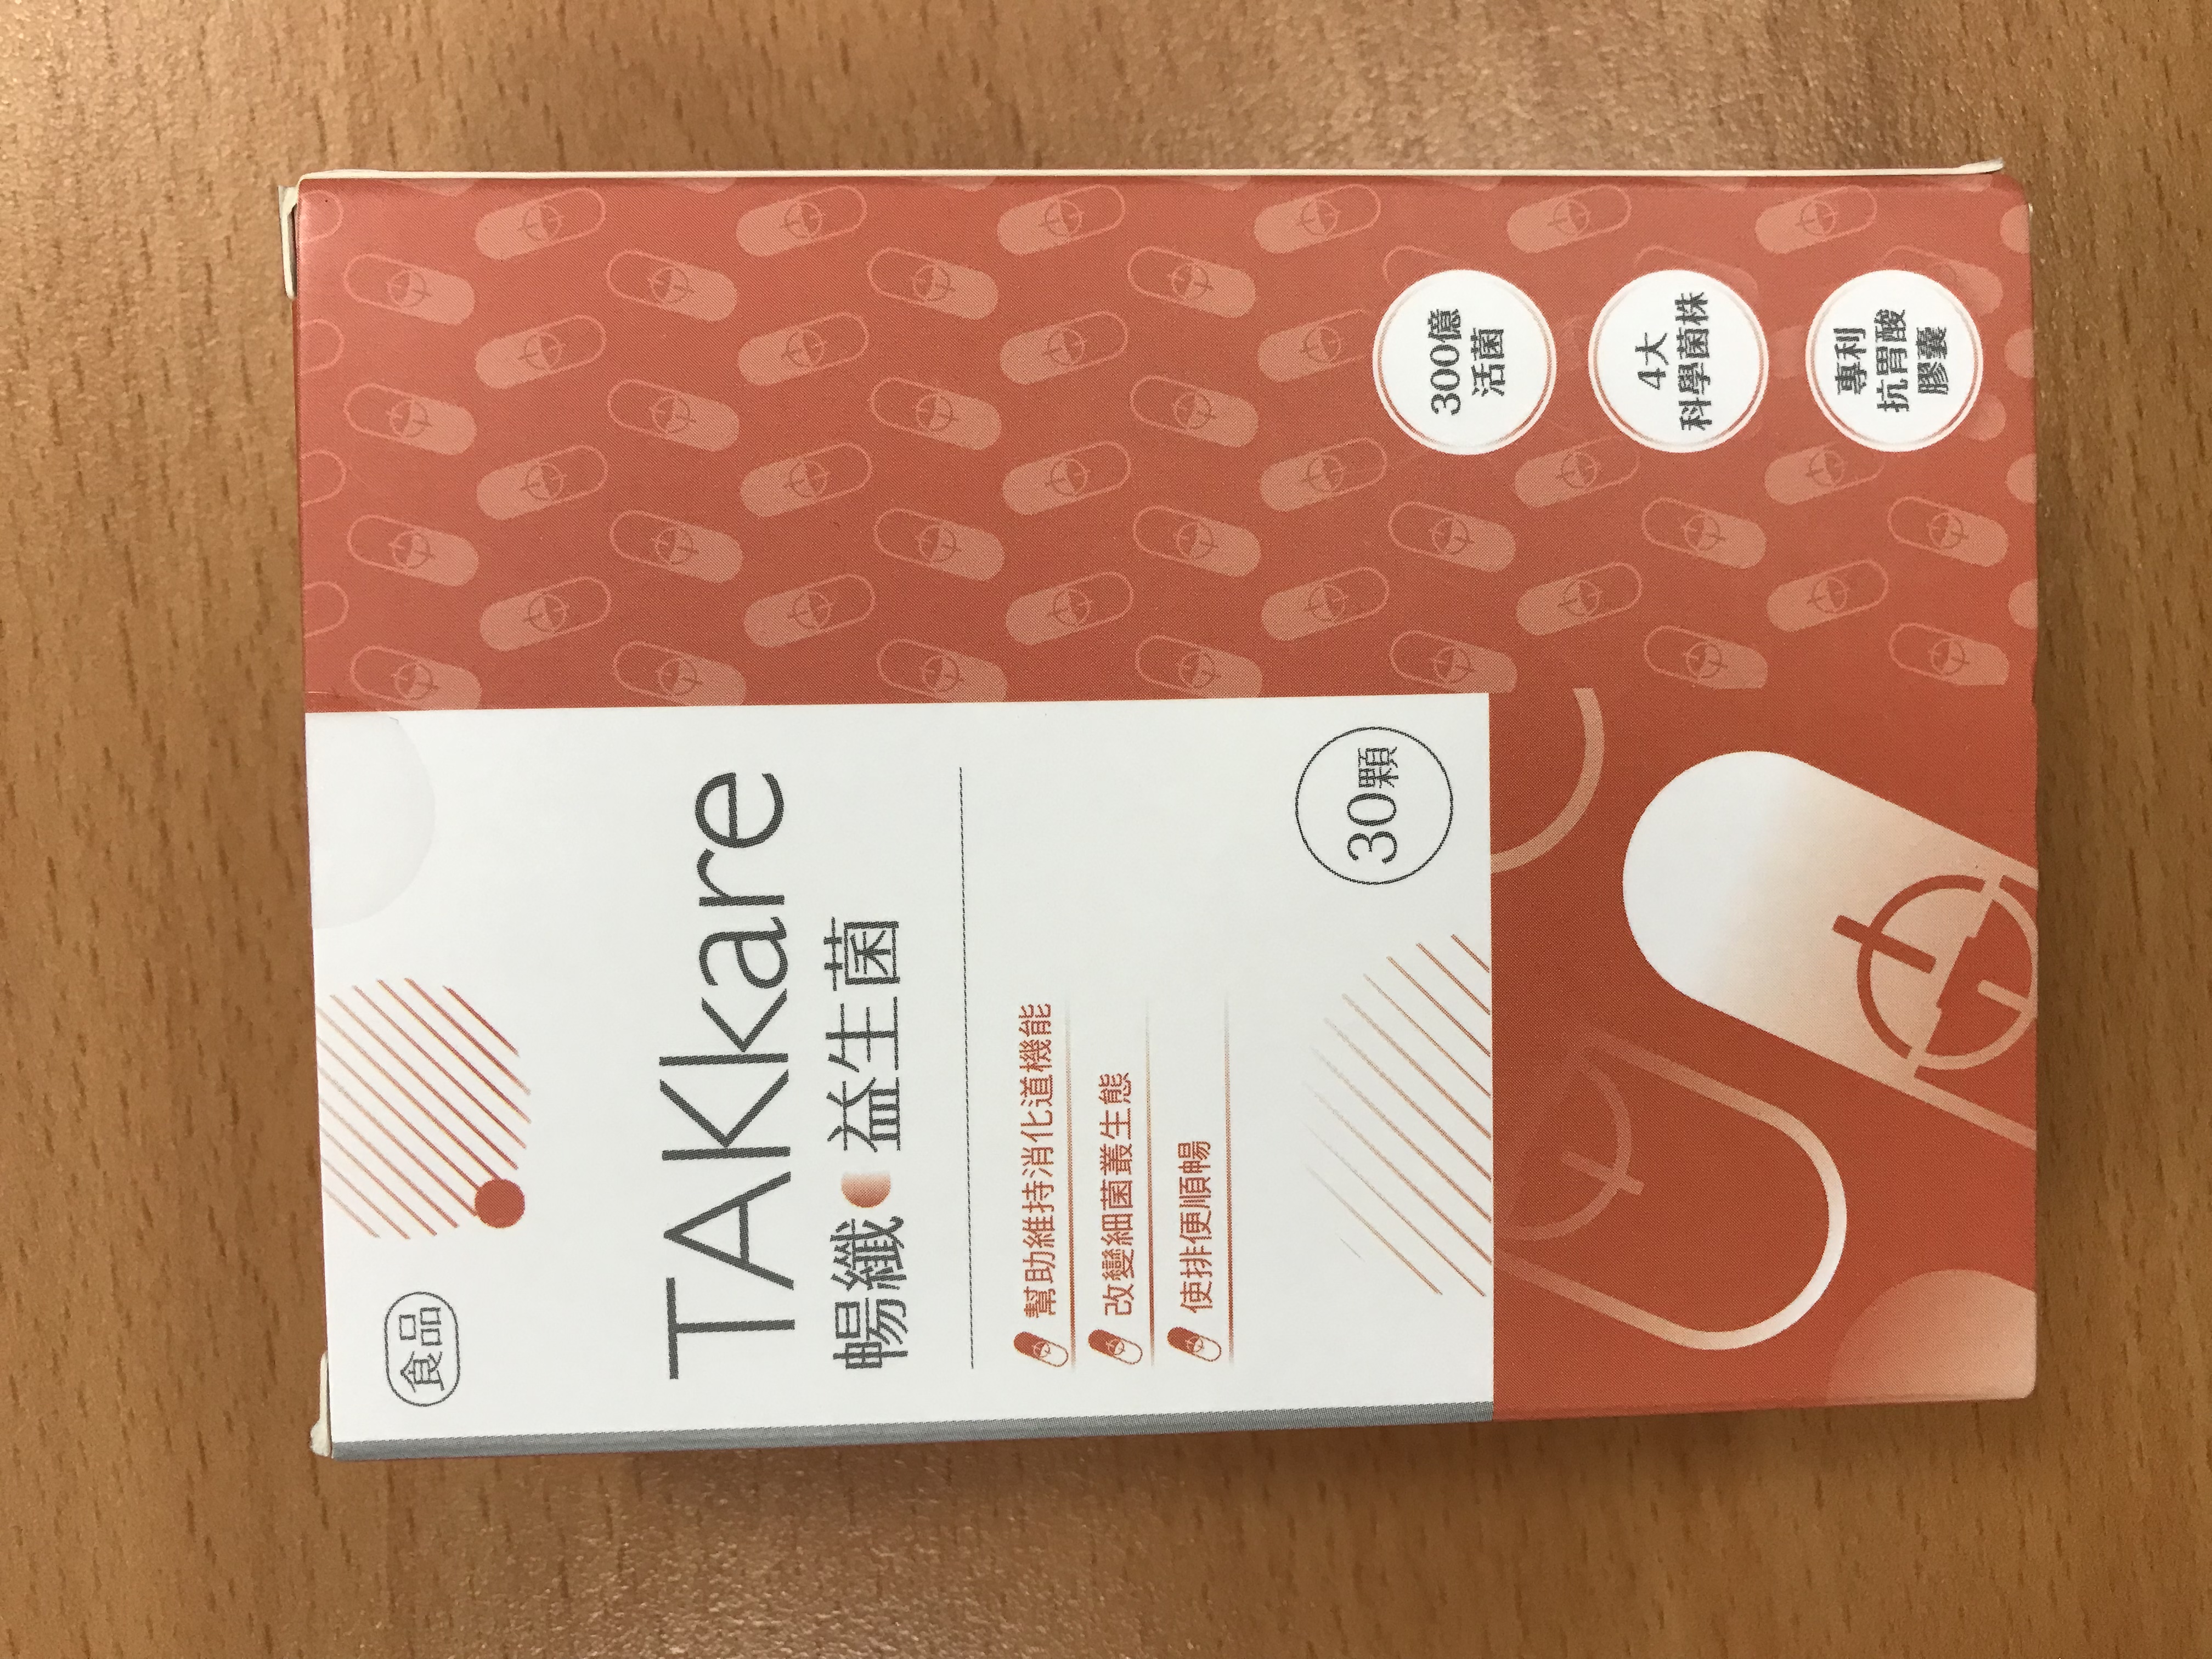 食品
TAKkare
暢纖 益生菌
幫助維持消化道機能
改變細菌叢生態
使排便順暢
30顆
300億
活菌
4大
科學菌株
專利
抗胃酸
膠囊